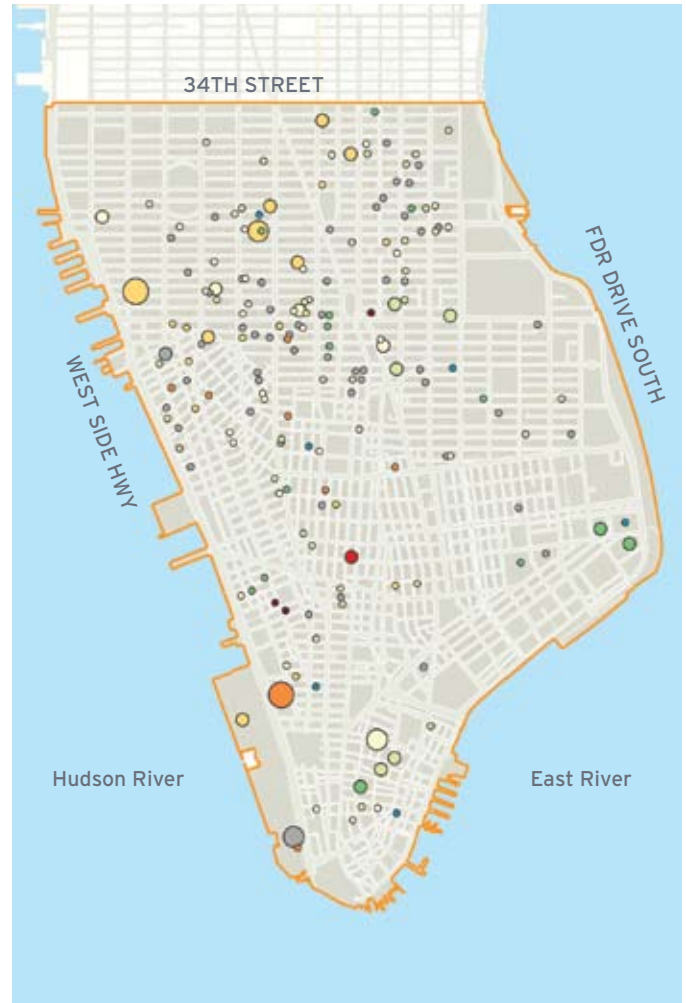 34TH STREET
FDR DRIVE SOUTH
WEST SIDE HWY
Hudson River
East River